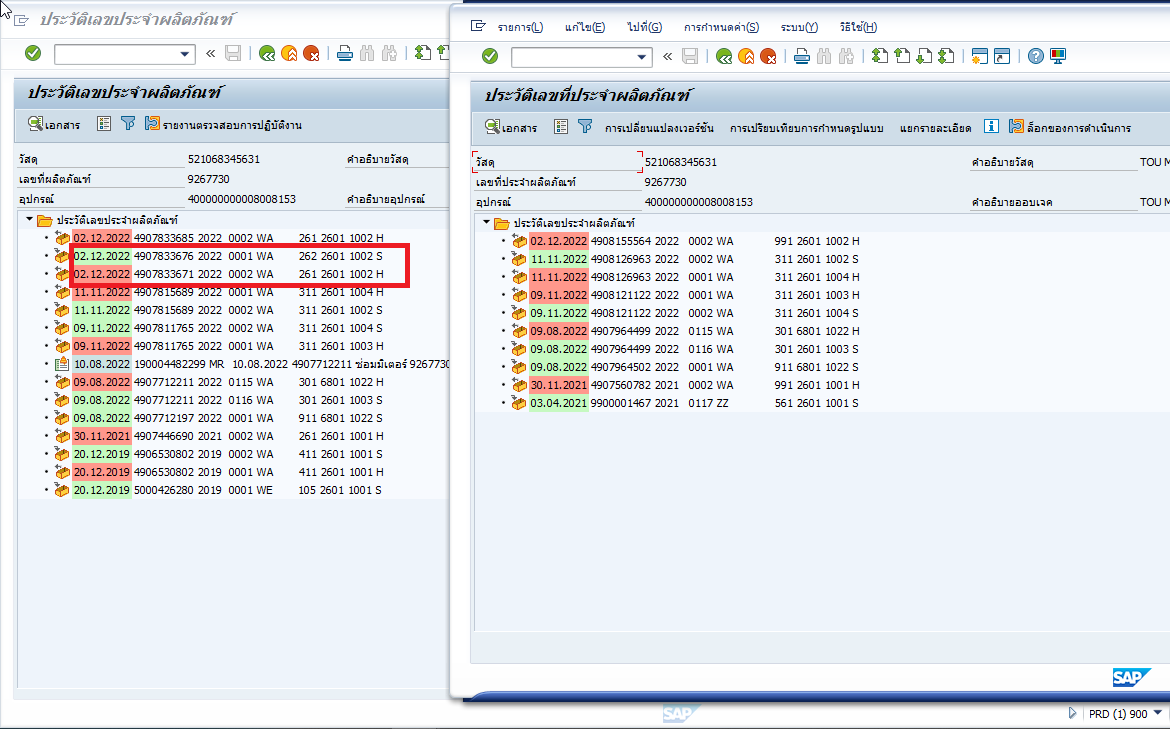 ประวัติเลขประจำผลิตภัณฑ์
«
ประวัติเลขประจำผลิตภัณฑ์
เอกสาร รายงานตรวจสอบการปฏิบัติงาน
วัสดุ 521068345631 คำอธิบายวัสดุ
เลขที่ผลิตภัณฑ์ 9267730
อุปกรณ์ 400000000008008153 คำอธิบายอุปกรณ์
ประวัติเลขประจำผลิตภัณฑ์
02.12.2022 4907833685 2022 0002 WA 261 2601 1002 H
02.12.2022 4907833676 2022 0001 WA 262 2601 1002 S
02.12.2022 4907833671 2022 0002 WA 261 2601 1002 H
11.11.2022 4907815689 2022 0001 WA 311 2601 1004 H
11.11.2022 4907815689 2022 0002 WA 311 2601 1002 S
09.11.2022 4907811765 2022 0002 WA 311 2601 1004 S
09.11.2022 4907811765 2022 0001 WA 311 2601 1003 H
10.08.2022 190004482299 MR 10.08.2022 4907712211 ซ่อมมิเตอร์ 9267730
09.08.2022 4907712211 2022 0115 WA 301 6801 1022 H
09.08.2022 4907712211 2022 0116 WA 301 2601 1003 S
09.08.2022 4907712197 2022 0001 WA 911 6801 1022 S
30.11.2021 4907446690 2021 0002 WA 261 2601 1001 H
20.12.2019 4906530802 2019 0002 WA 411 2601 1001 S
20.12.2019 4906530802 2019 0001 WA 411 2601 1001 H
20.12.2019 5000426280 2019 0001 WE 105 2601 1001 S
รายการ(L) แก้ไข(E) ไปที่(G) การกำหนดค่า(S) ระบบ(Y) วิธีใช้(H)
«
ประวัติเลขที่ประจำผลิตภัณฑ์
เอกสาร การเปลี่ยนแปลงเวอร์ชัน การเปรียบเทียบการกำหนดรูปแบบ แยกรายละเอียด ล็อกของการดำเนินการ
วัสดุ 521068345631 คำอธิบายวัสดุ TOU M
เลขที่ประจำผลิตภัณฑ์ 9267730
อุปกรณ์ 400000000008008153 คำอธิบายออบเจค TOU M
ประวัติเลขประจำผลิตภัณฑ์
02.12.2022 4908155564 2022 0002 WA 991 2601 1002 H
11.11.2022 4908126963 2022 0002 WA 311 2601 1002 S
11.11.2022 4908126963 2022 0001 WA 311 2601 1004 H
09.11.2022 4908121122 2022 0001 WA 311 2601 1003 H
09.11.2022 4908121122 2022 0002 WA 311 2601 1004 S
09.08.2022 4907964499 2022 0115 WA 301 6801 1022 H
09.08.2022 4907964499 2022 0116 WA 301 2601 1003 S
09.08.2022 4907964502 2022 0001 WA 911 6801 1022 S
30.11.2021 4907560782 2021 0002 WA 991 2601 1001 H
03.04.2021 9900001467 2021 0117 ZZ 561 2601 1001 S
SAP
SAP
PRD (1) 900